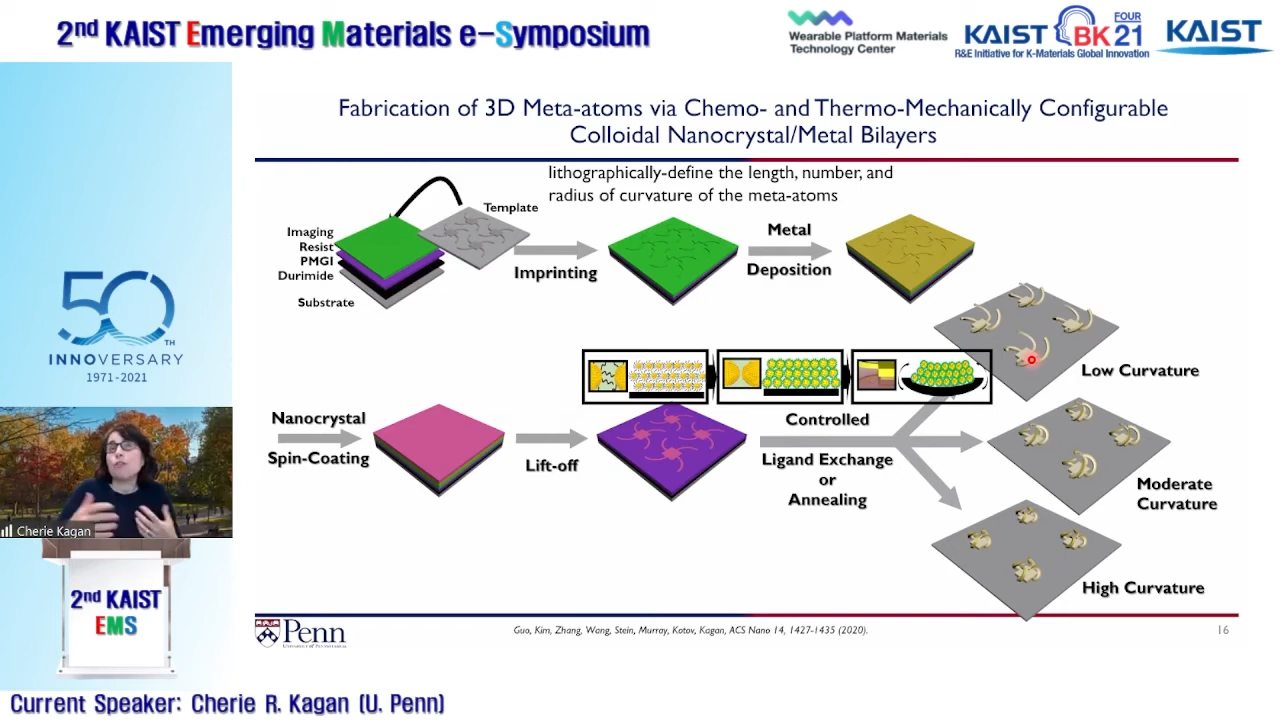 2nd KAIST Emerging Materials e-Symposium
Wearable Platform Materials
Technology Center
KAIST BK21 FOUR
R&E Initiative for K-Materials Global Innovation
KAIST
Fabrication of 3D Meta-atoms via Chemo- and Thermo-Mechanically Configurable
Colloidal Nanocrystal/Metal Bilayers
lithographically-define the length, number, and
radius of curvature of the meta-atoms
Template
Imaging
Resist
PMGI
Durimide
Substrate
Imprinting
Metal
Deposition
Low Curvature
Nanocrystal
Spin-Coating
Lift-off
Controlled
Ligand Exchange
or
Annealing
Moderate
Curvature
High Curvature
50TH
INNOVERSARY
1971-2021
Cherie Kagan
2nd KAIST
EMS
Penn
UNIVERSITY OF PENNSYLVANIA
Guo, Kim, Zhang, Wang, Stein, Murray, Kotov, Kagan, ACS Nano 14, 1427-1435 (2020).
16
Current Speaker: Cherie R. Kagan (U. Penn)